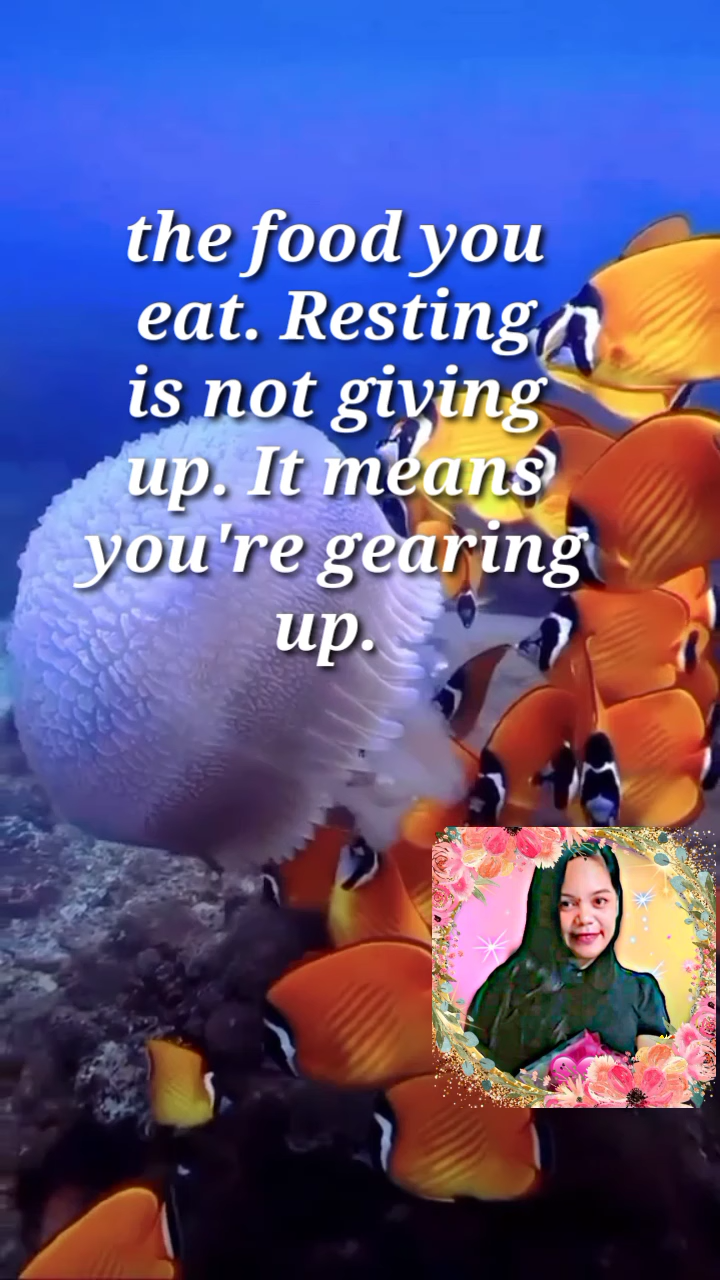 the food you
eat. Resting
is not giving
up. It means
you're gearing
up.